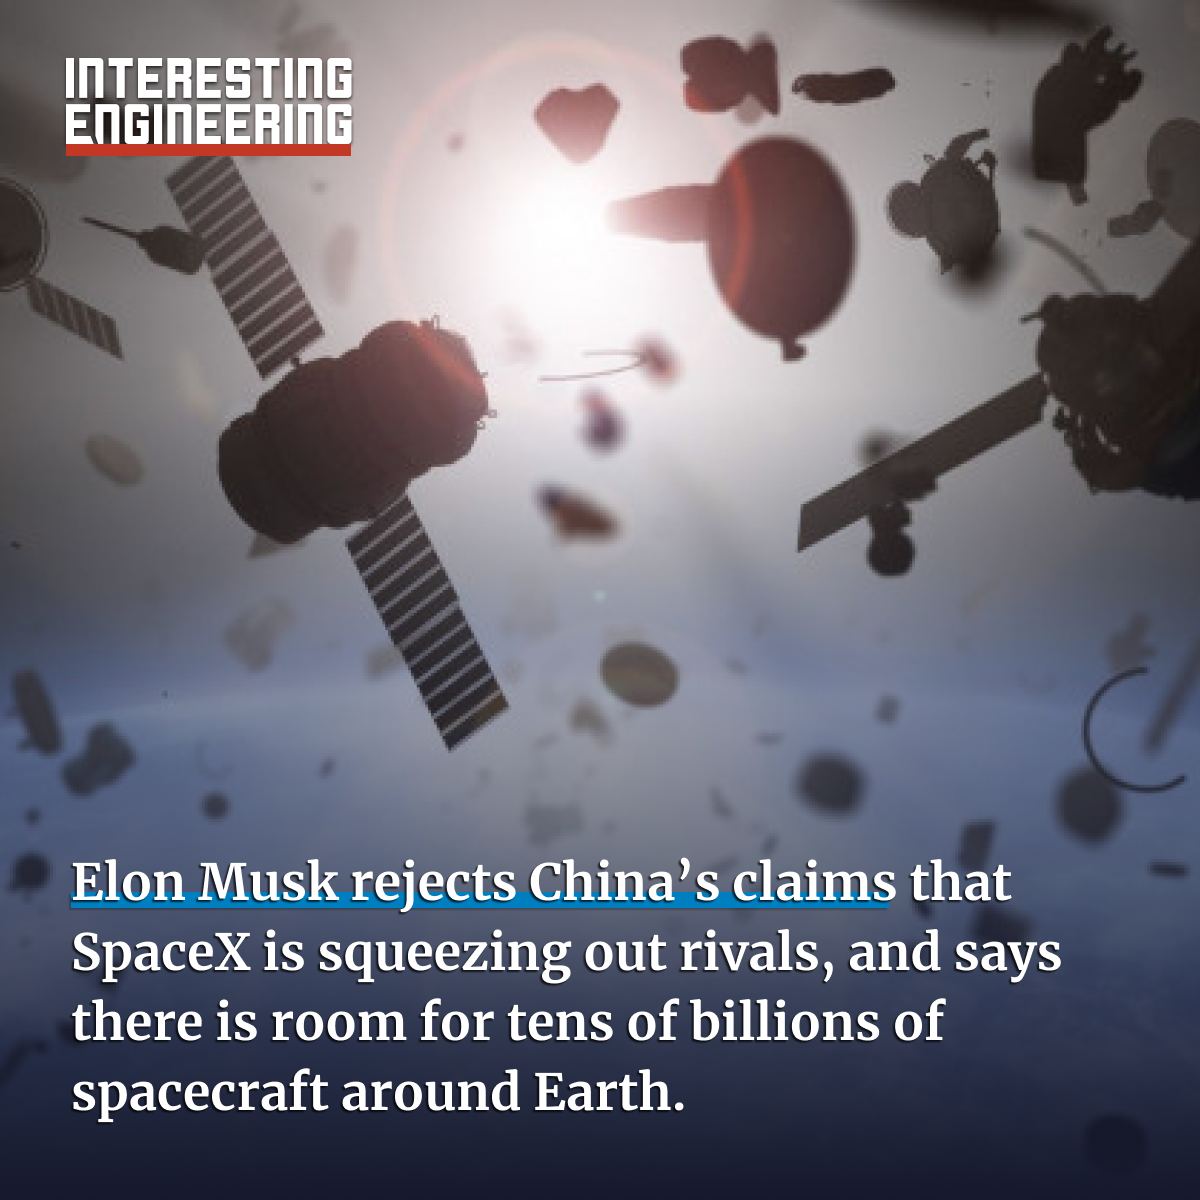 INTERESTING
ENGINEERING
Elon Musk rejects China’s claims that
SpaceX is squeezing out rivals, and says
there is room for tens of billions of
spacecraft around Earth.